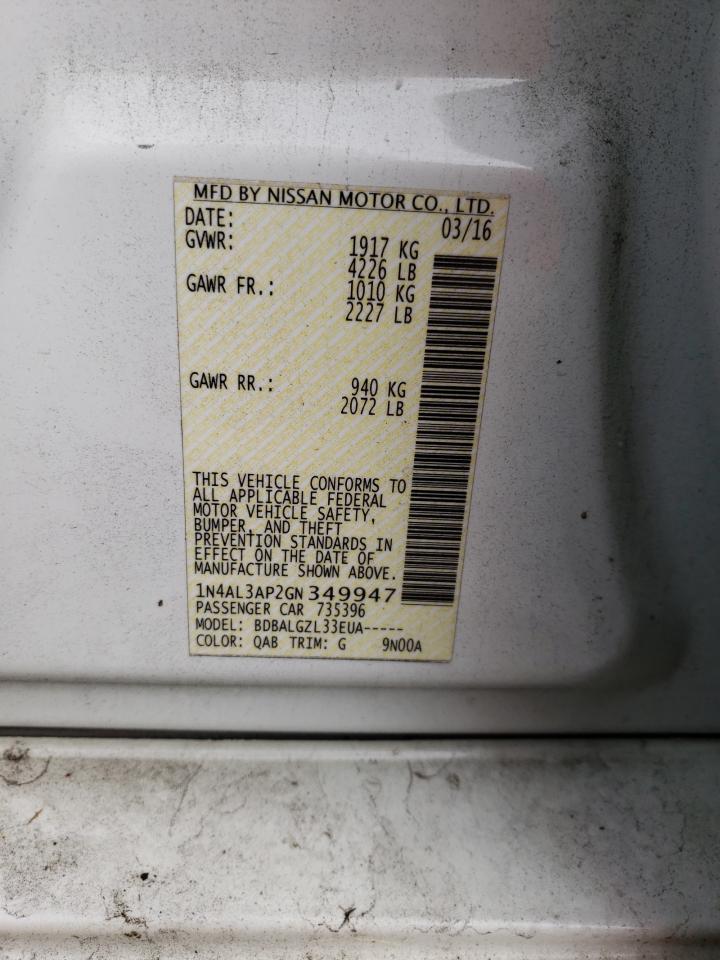 MFD BY NISSAN MOTOR CO., LTD.
DATE: 03/16
GVWR: 1917 KG
4226 LB
GAWR FR.: 1010 KG
2227 LB
GAWR RR.: 940 KG
2072 LB
THIS VEHICLE CONFORMS TO
ALL APPLICABLE FEDERAL
MOTOR VEHICLE SAFETY,
BUMPER, AND THEFT
PREVENTION STANDARDS IN
EFFECT ON THE DATE OF
MANUFACTURE SHOWN ABOVE.
1N4AL3AP2GN349947
PASSENGER CAR 735396
MODEL: BDBALGZL33EUA-----
COLOR: QAB TRIM: G 9N00A